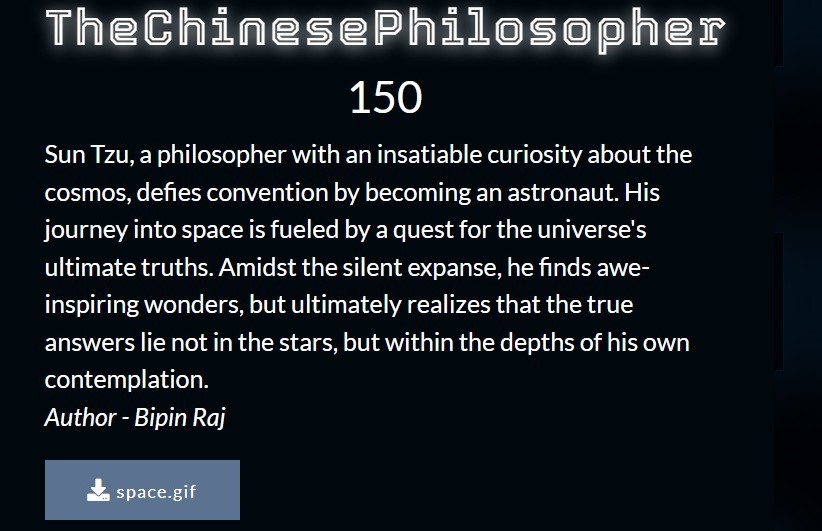 TheChinesePhilosopher
150
Sun Tzu, a philosopher with an insatiable curiosity about the
cosmos, defies convention by becoming an astronaut. His
journey into space is fueled by a quest for the universe's
ultimate truths. Amidst the silent expanse, he finds awe-
inspiring wonders, but ultimately realizes that the true
answers lie not in the stars, but within the depths of his own
contemplation.
Author - Bipin Raj
space.gif